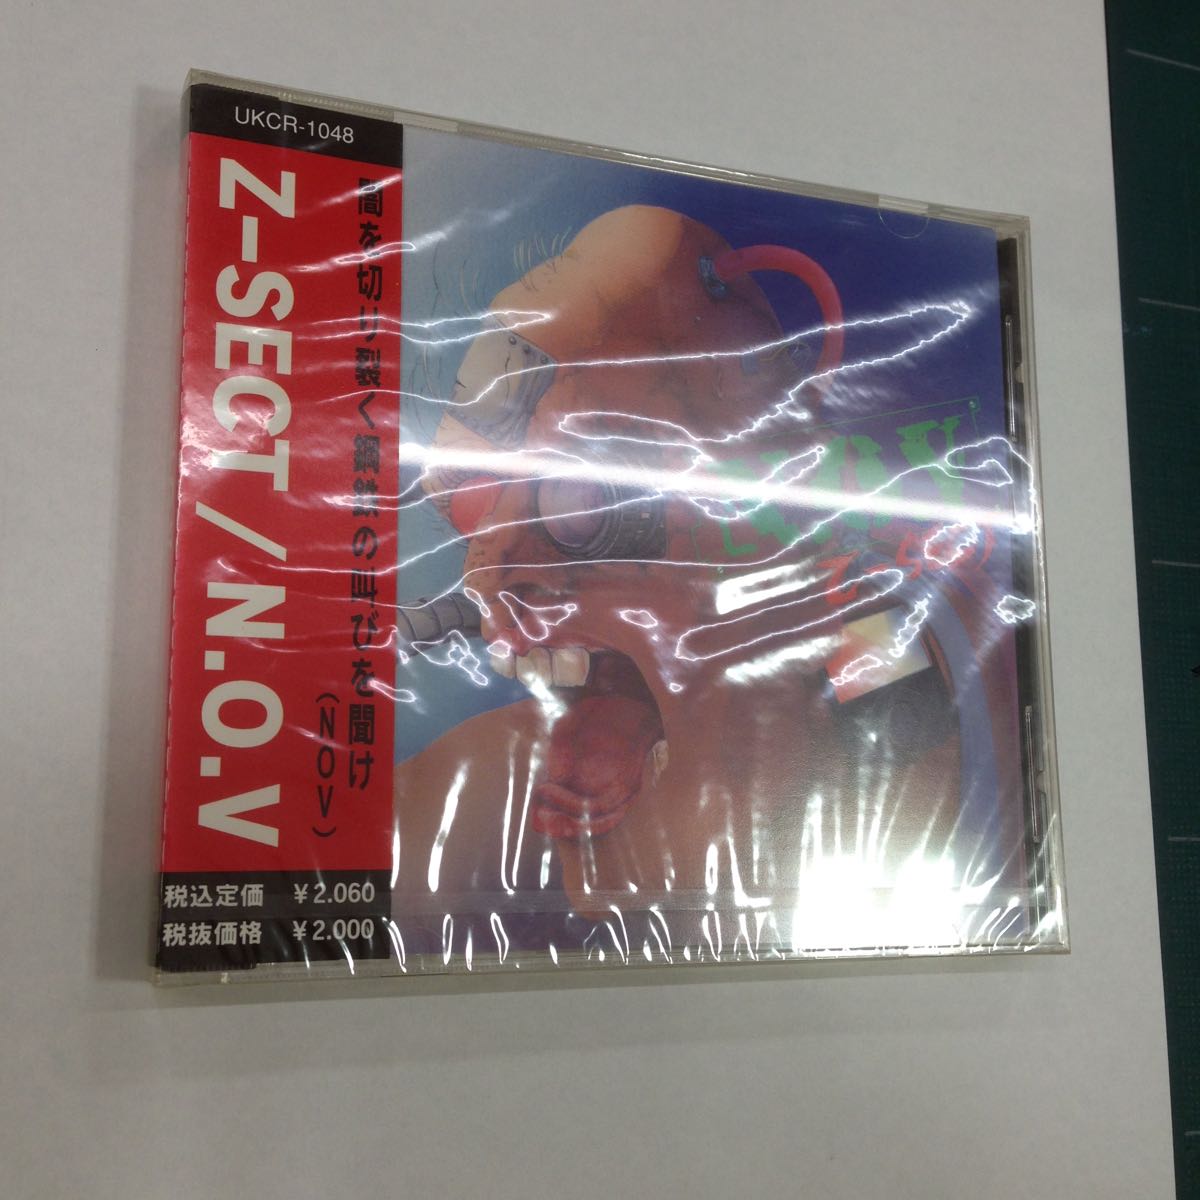 UKCR-1048
闇を切り裂く鋼鉄の叫びを聞け
(NOV)
Z-SECT/N.O.V
税込定価 ¥2.060
税抜価格 ¥2.000
N.O.V
Z-Sect